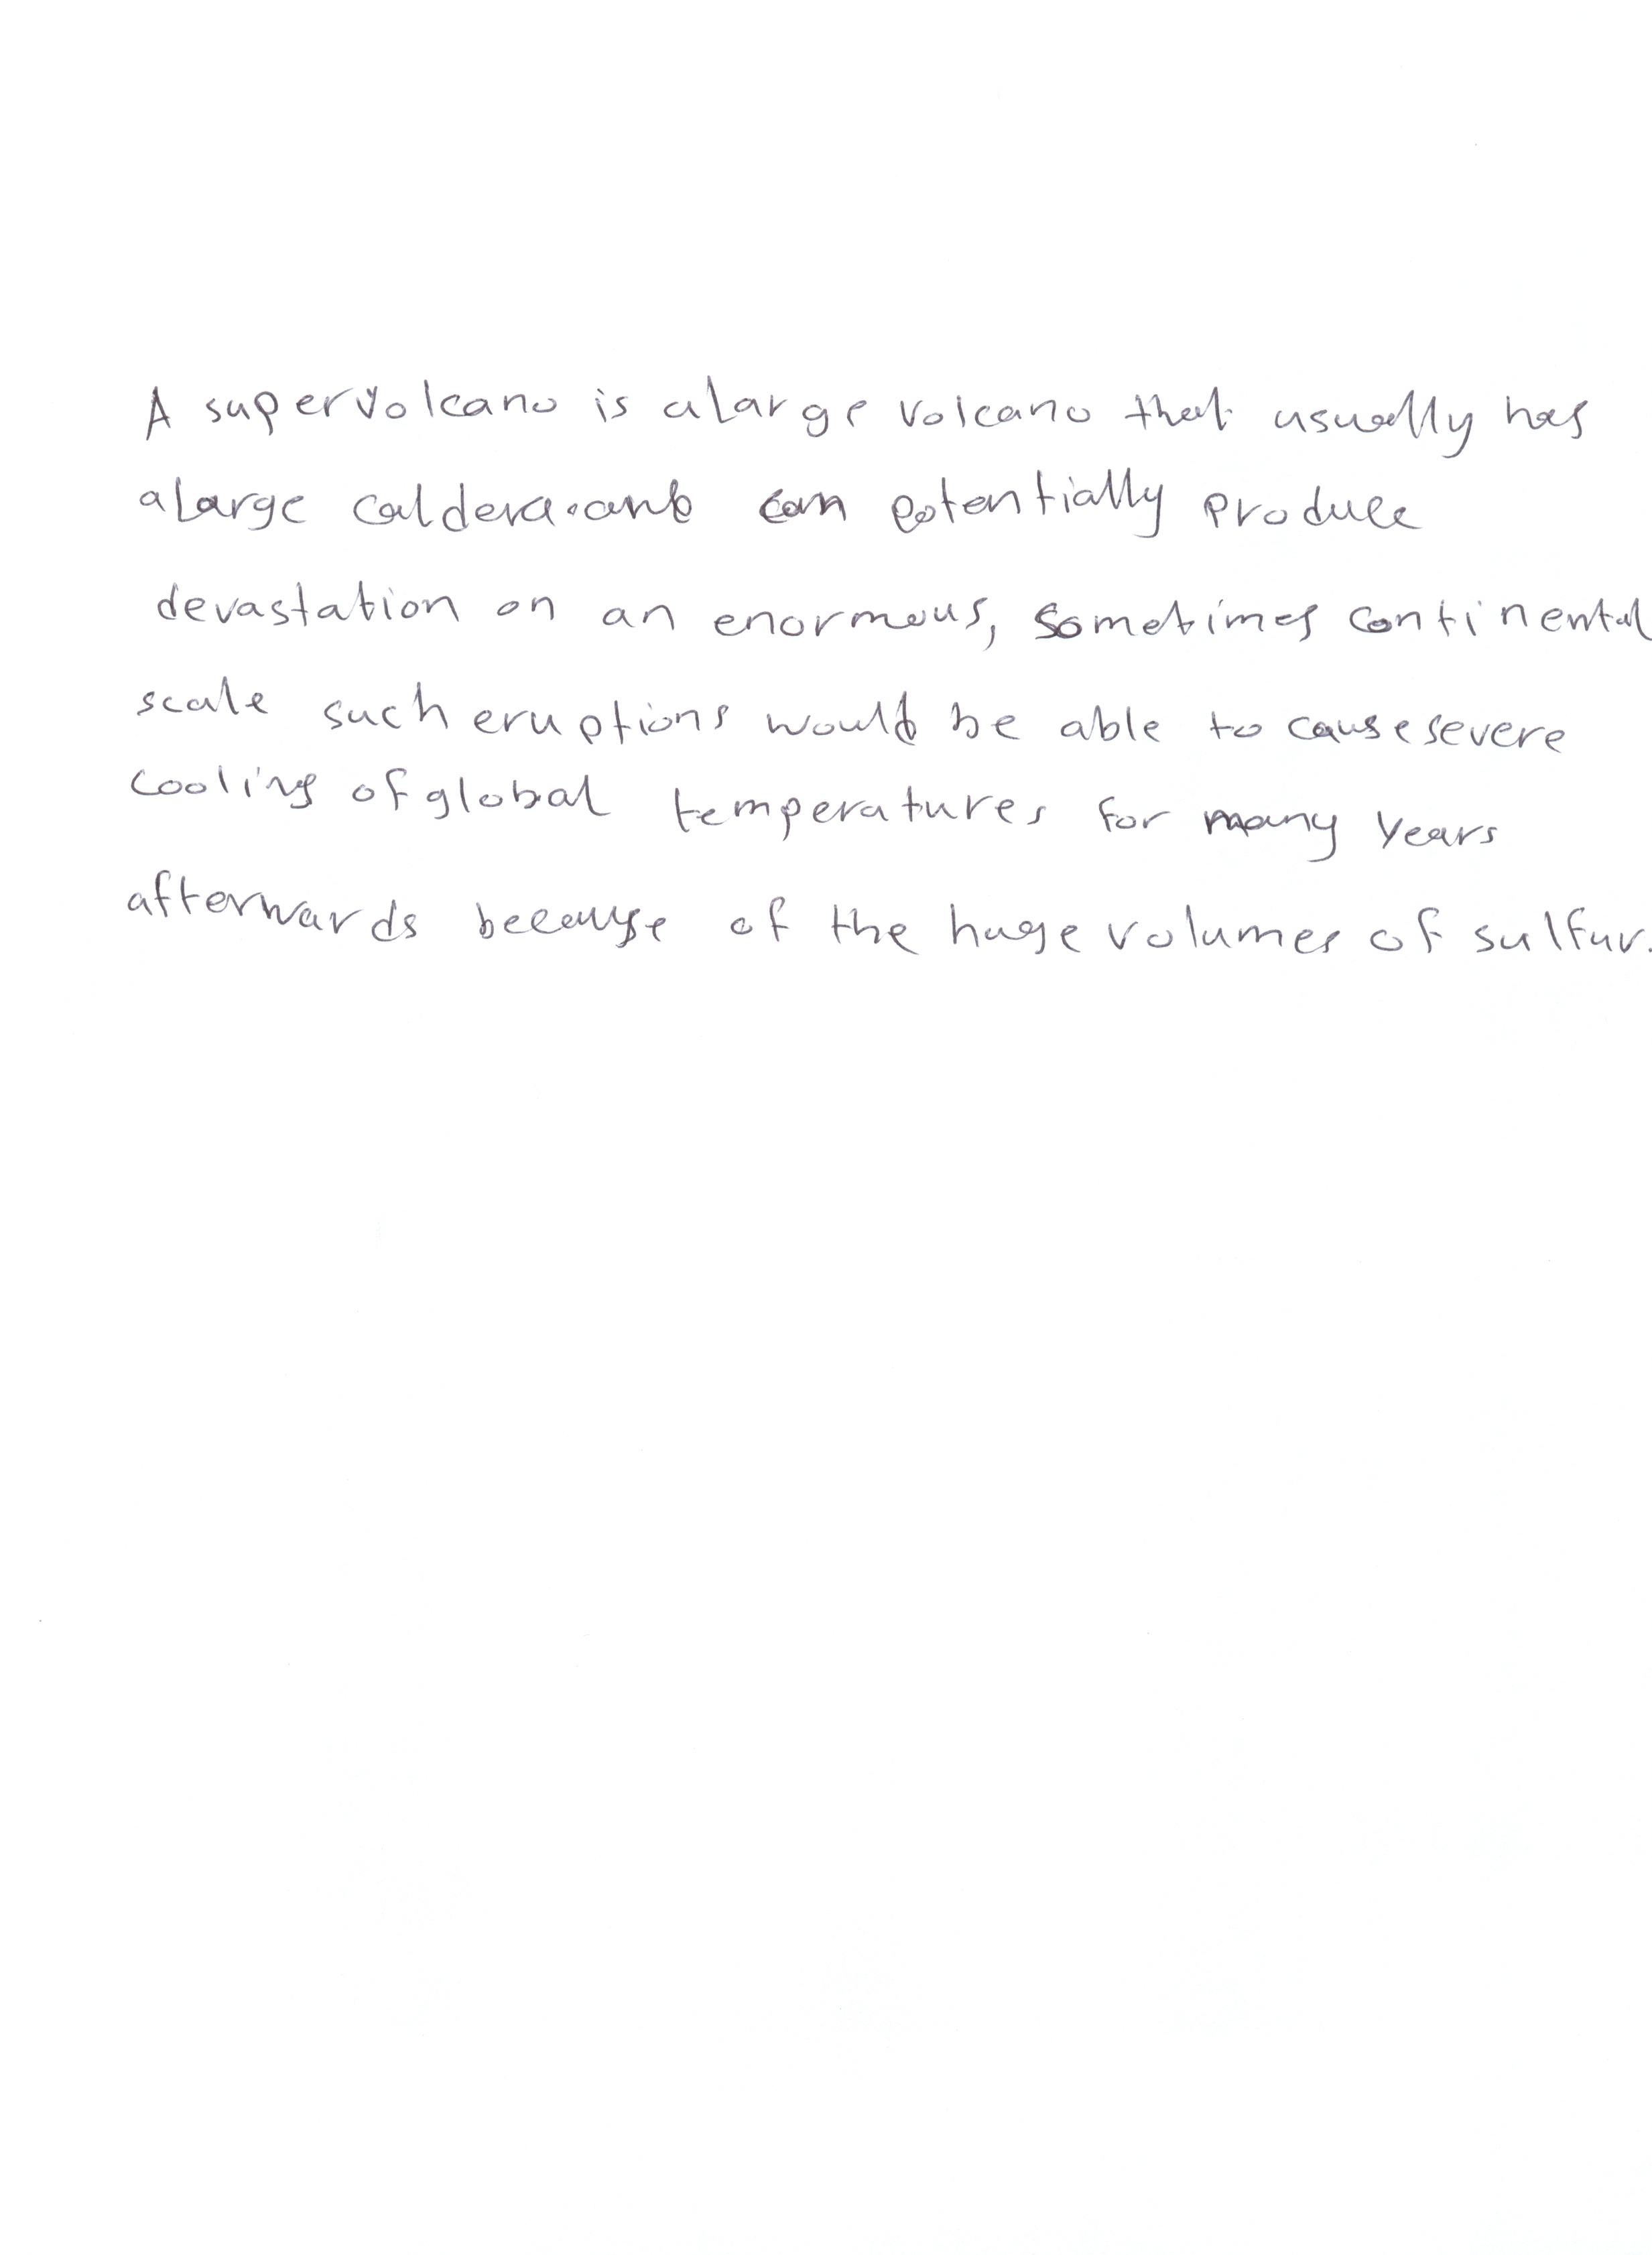 A supervolcano is a large volcano that usually has
a large caldera. and can potentially produce
devastation on an enormous, sometimes continental
scale such eruptions would be able to cause severe
cooling of global temperatures for many years
afterwards because of the huge volumes of sulfur.